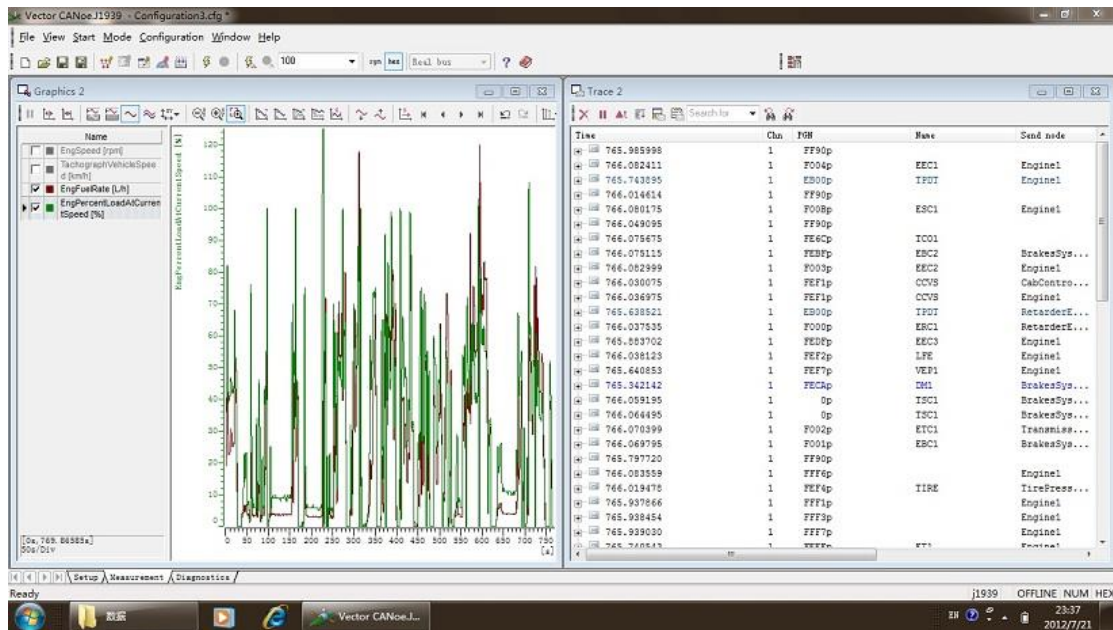 Vector CANoe.J1939 - Configuration3.cfg *
File View Start Mode Configuration Window Help
100 sym hex Real bus
Graphics 2
Name
EngSpeed [rpm]
TachographVehicleSpee
d [km/h]
EngFuelRate [L/h]
EngPercentLoadAtCurren
tSpeed [%]
EngPercentLoadAtCurrentSpeed [%]
120
100
90
80
70
60
50
40
30
20
10
0
0 50 100 150 200 250 300 350 400 450 500 550 600 650 700 750
[s]
50s/Div
Trace 2
Search for
Time Chn PGN Name Send node
765.985998 1 FF90p
766.082411 1 F004p EEC1 Engine1
765.743895 1 EB00p TPDT Engine1
766.014614 1 FF90p
766.080175 1 F00Bp ESC1 Engine1
766.049095 1 FF90p
766.075675 1 FE6Cp TCO1
766.075115 1 FEBFp EBC2 BrakesSys...
766.082999 1 F003p EEC2 Engine1
766.030075 1 FEF1p CCVS CabContro...
766.036975 1 FEF1p CCVS Engine1
765.638521 1 EB00p TPDT RetarderE...
766.037535 1 F000p ERC1 RetarderE...
765.883702 1 FEDFp EEC3 Engine1
766.038123 1 FEF2p LFE Engine1
765.640853 1 FEF7p VEP1 Engine1
765.342142 1 FECAp DM1 BrakesSys...
766.059195 1 0p TSC1 BrakesSys...
766.064495 1 0p TSC1 BrakesSys...
766.070399 1 F002p ETC1 Transmiss...
766.069795 1 F001p EBC1 BrakesSys...
765.797720 1 FF90p
766.083559 1 FFF6p Engine1
766.019478 1 FEF4p TIRE TirePress...
765.937866 1 FFF1p Engine1
765.938454 1 FFF3p Engine1
765.939030 1 FFF7p Engine1
Setup Measurement Diagnostics
Ready j1939 OFFLINE NUM HEX
数据 Vector CANoe.J...
23:37
2012/7/21